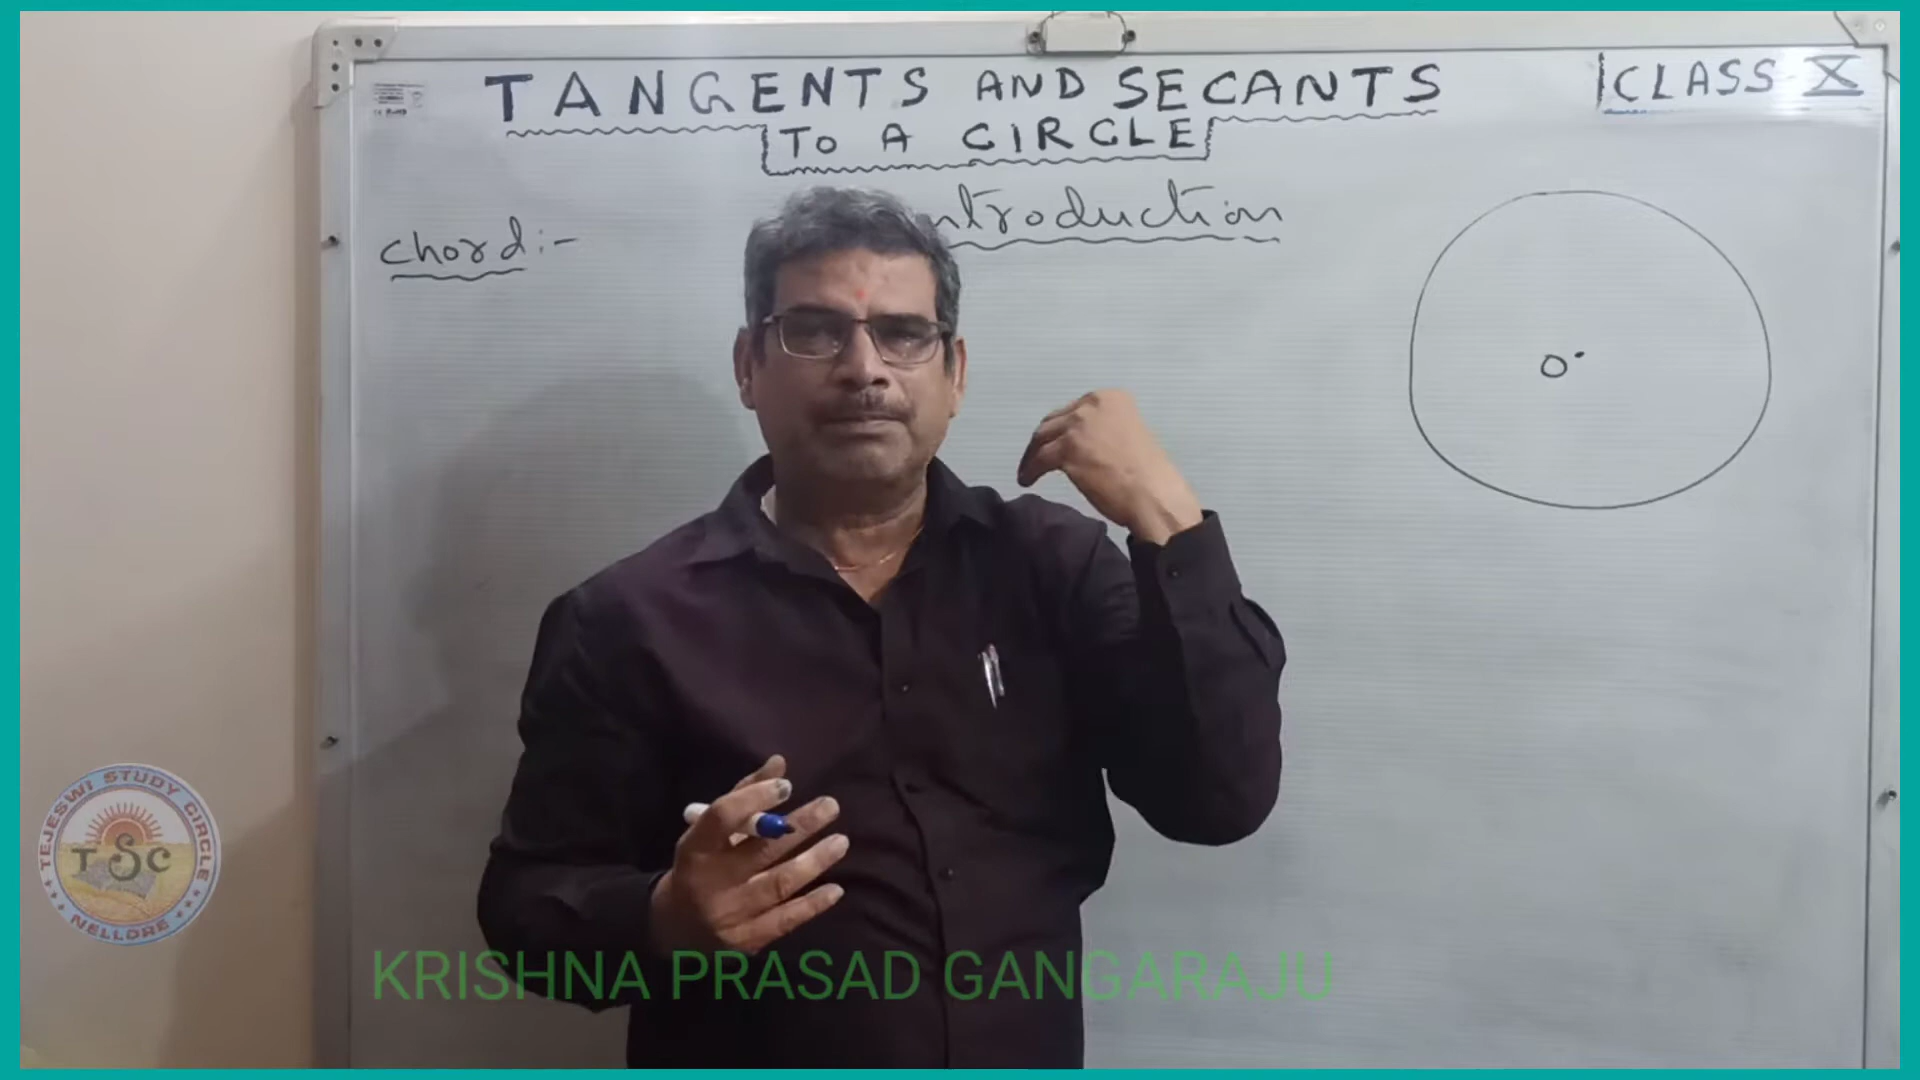 TANGENTS AND SECANTS
TO A CIRCLE
CLASS-X
ntroduction
chord:-
O
TEJESWI STUDY CIRCLE
TSC
NELLORE
KRISHNA PRASAD GANGARAJU